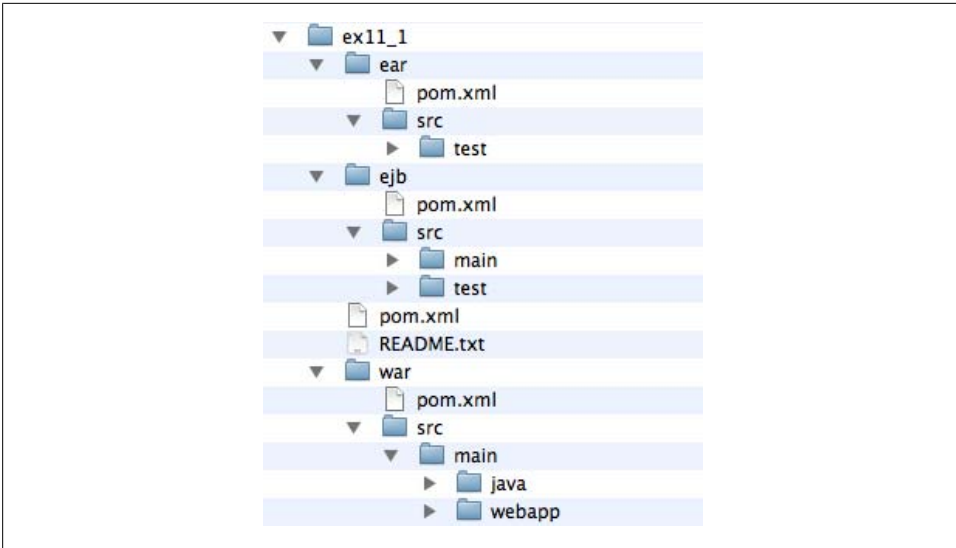 ex11_1
ear
pom.xml
src
test
ejb
pom.xml
src
main
test
pom.xml
README.txt
war
pom.xml
src
main
java
webapp